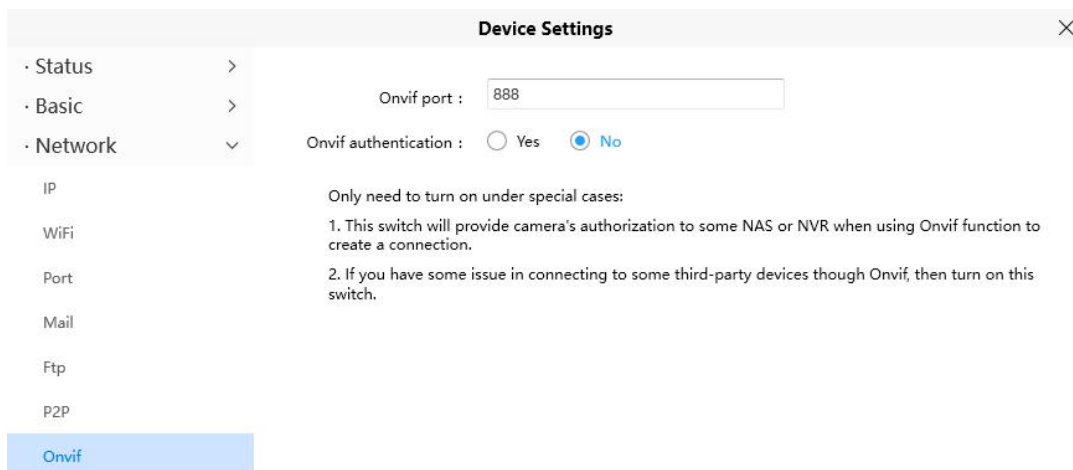 Device Settings
· Status
· Basic
· Network
IP
WiFi
Port
Mail
Ftp
P2P
Onvif
Onvif port : 888
Onvif authentication : Yes No
Only need to turn on under special cases:
1. This switch will provide camera's authorization to some NAS or NVR when using Onvif function to
create a connection.
2. If you have some issue in connecting to some third-party devices though Onvif, then turn on this
switch.